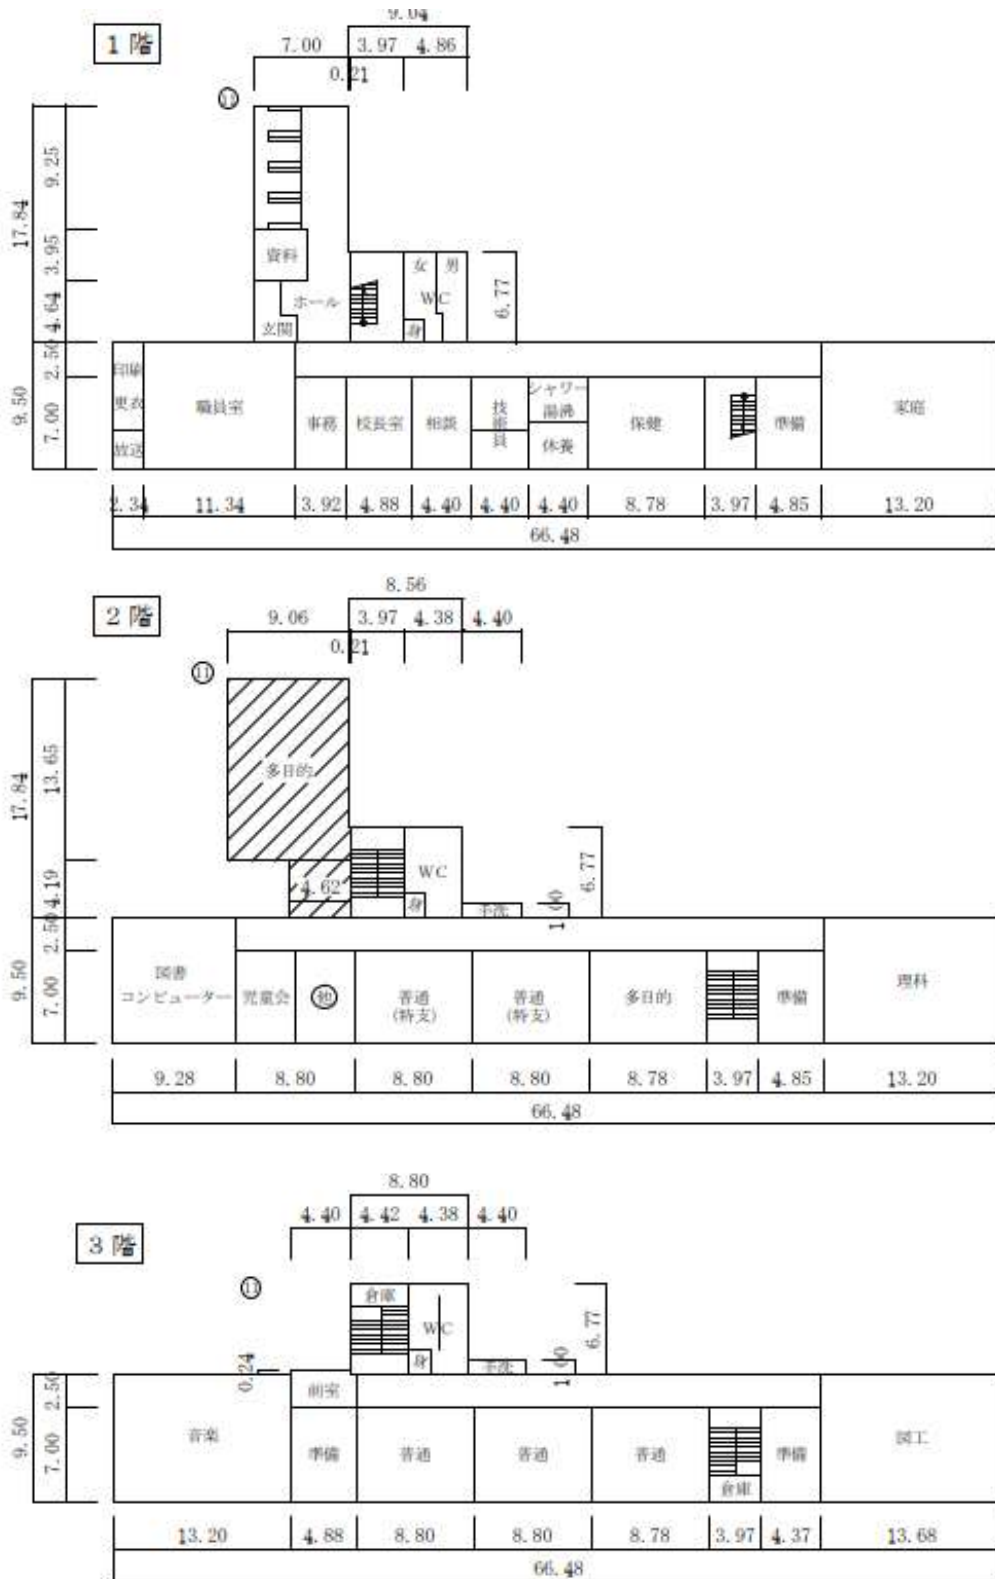 1階
9.04
7.00 3.97 4.86
0.21
⑪
9.25
17.84
3.95
4.64
資料
ホール
玄関
女 男
WC
身
6.77
2.50
9.50
7.00
印刷
更衣
放送
職員室
事務
校長室
相談
技能員
シャワー
湯沸
休養
保健
準備
家庭
2.34 11.34 3.92 4.88 4.40 4.40 4.40 8.78 3.97 4.85 13.20
66.48
2階
8.56
9.06 3.97 4.38 4.40
0.21
⑪
13.65
17.84
4.19
多目的
4.62
WC
身
手洗
1.00
6.77
2.50
9.50
7.00
図書
コンピューター
児童会
他
普通
(特支)
普通
(特支)
多目的
準備
理科
9.28 8.80 8.80 8.80 8.78 3.97 4.85 13.20
66.48
3階
8.80
4.40 4.42 4.38 4.40
⑪
倉庫
WC
身
手洗
1.00
6.77
0.24
2.50
9.50
7.00
音楽
前室
準備
普通
普通
普通
倉庫
準備
図工
13.20 4.88 8.80 8.80 8.78 3.97 4.37 13.68
66.48